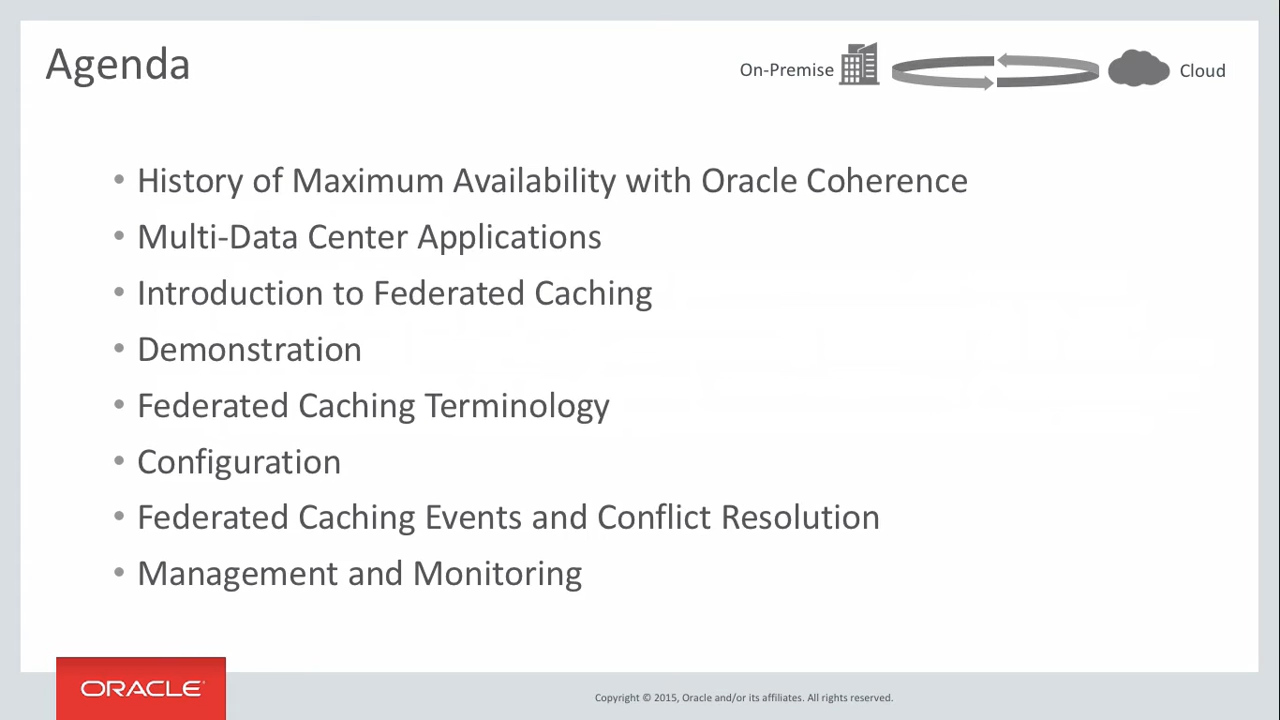 Agenda
On-Premise
Cloud
• History of Maximum Availability with Oracle Coherence
• Multi-Data Center Applications
• Introduction to Federated Caching
• Demonstration
• Federated Caching Terminology
• Configuration
• Federated Caching Events and Conflict Resolution
• Management and Monitoring
ORACLE
Copyright © 2015, Oracle and/or its affiliates. All rights reserved.